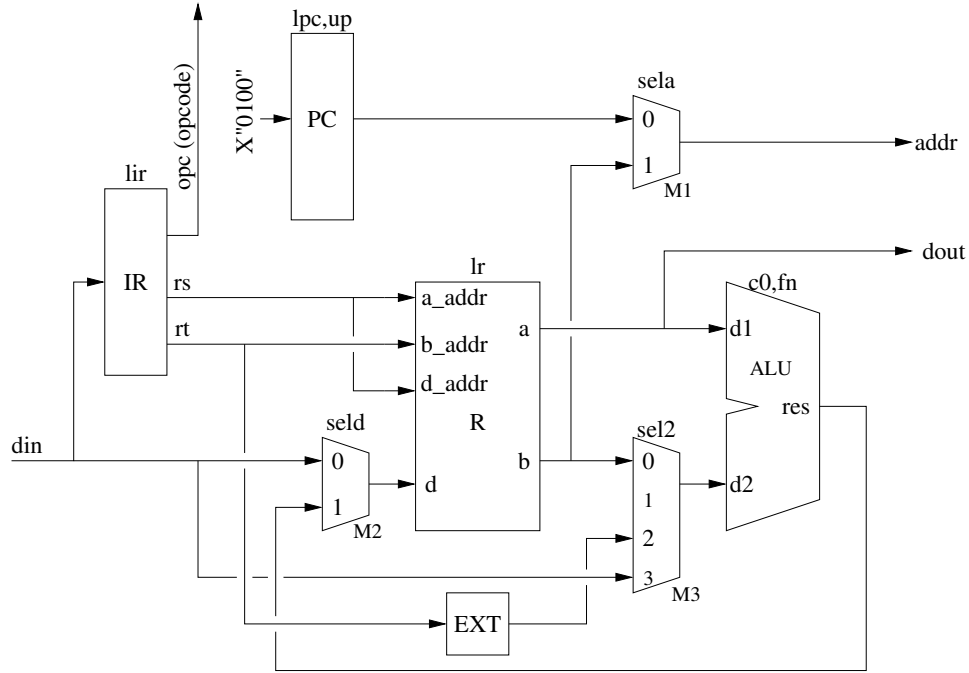 lpc,up
opc (opcode)
X"0100"
PC
sela
0
1
M1
addr
lir
IR
rs
rt
lr
a_addr
b_addr
d_addr
R
a
b
d
dout
c0,fn
d1
ALU
res
d2
din
seld
0
1
M2
sel2
0
1
2
3
M3
EXT